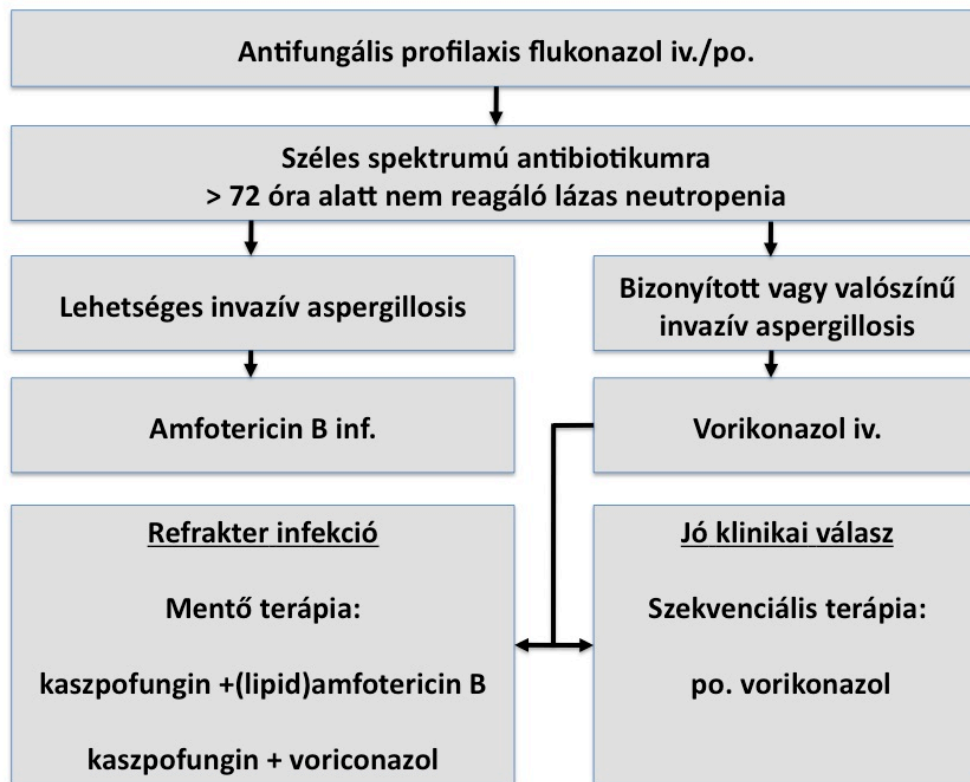 Antifungális profilaxis flukonazol iv./po.
Széles spektrumú antibiotikumra
> 72 óra alatt nem reagáló lázas neutropenia
Lehetséges invazív aspergillosis
Bizonyított vagy valószínű
invazív aspergillosis
Amfotericin B inf.
Vorikonazol iv.
Refrakter infekció
Mentő terápia:
kaszpofungin +(lipid)amfotericin B
kaszpofungin + voriconazol
Jó klinikai válasz
Szekvenciális terápia:
po. vorikonazol